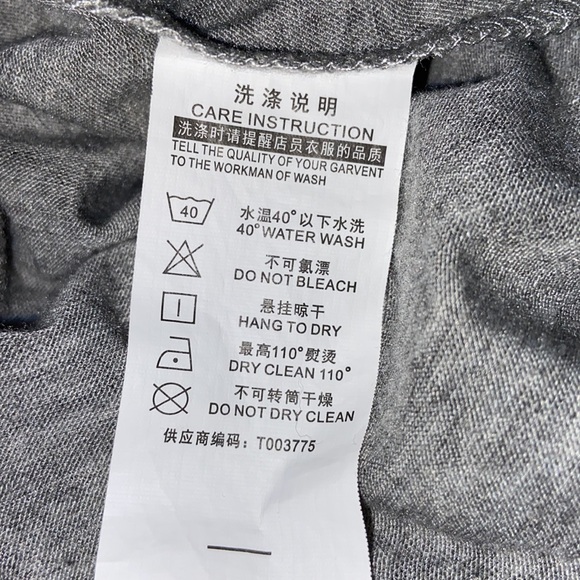 洗涤说明
CARE INSTRUCTION
洗涤时请提醒店员衣服的品质
TELL THE QUALITY OF YOUR GARVENT
TO THE WORKMAN OF WASH
40
水温40°以下水洗
40°WATER WASH
不可氯漂
DO NOT BLEACH
悬挂晾干
HANG TO DRY
最高110°熨烫
DRY CLEAN 110°
不可转筒干燥
DO NOT DRY CLEAN
供应商编码：T003775